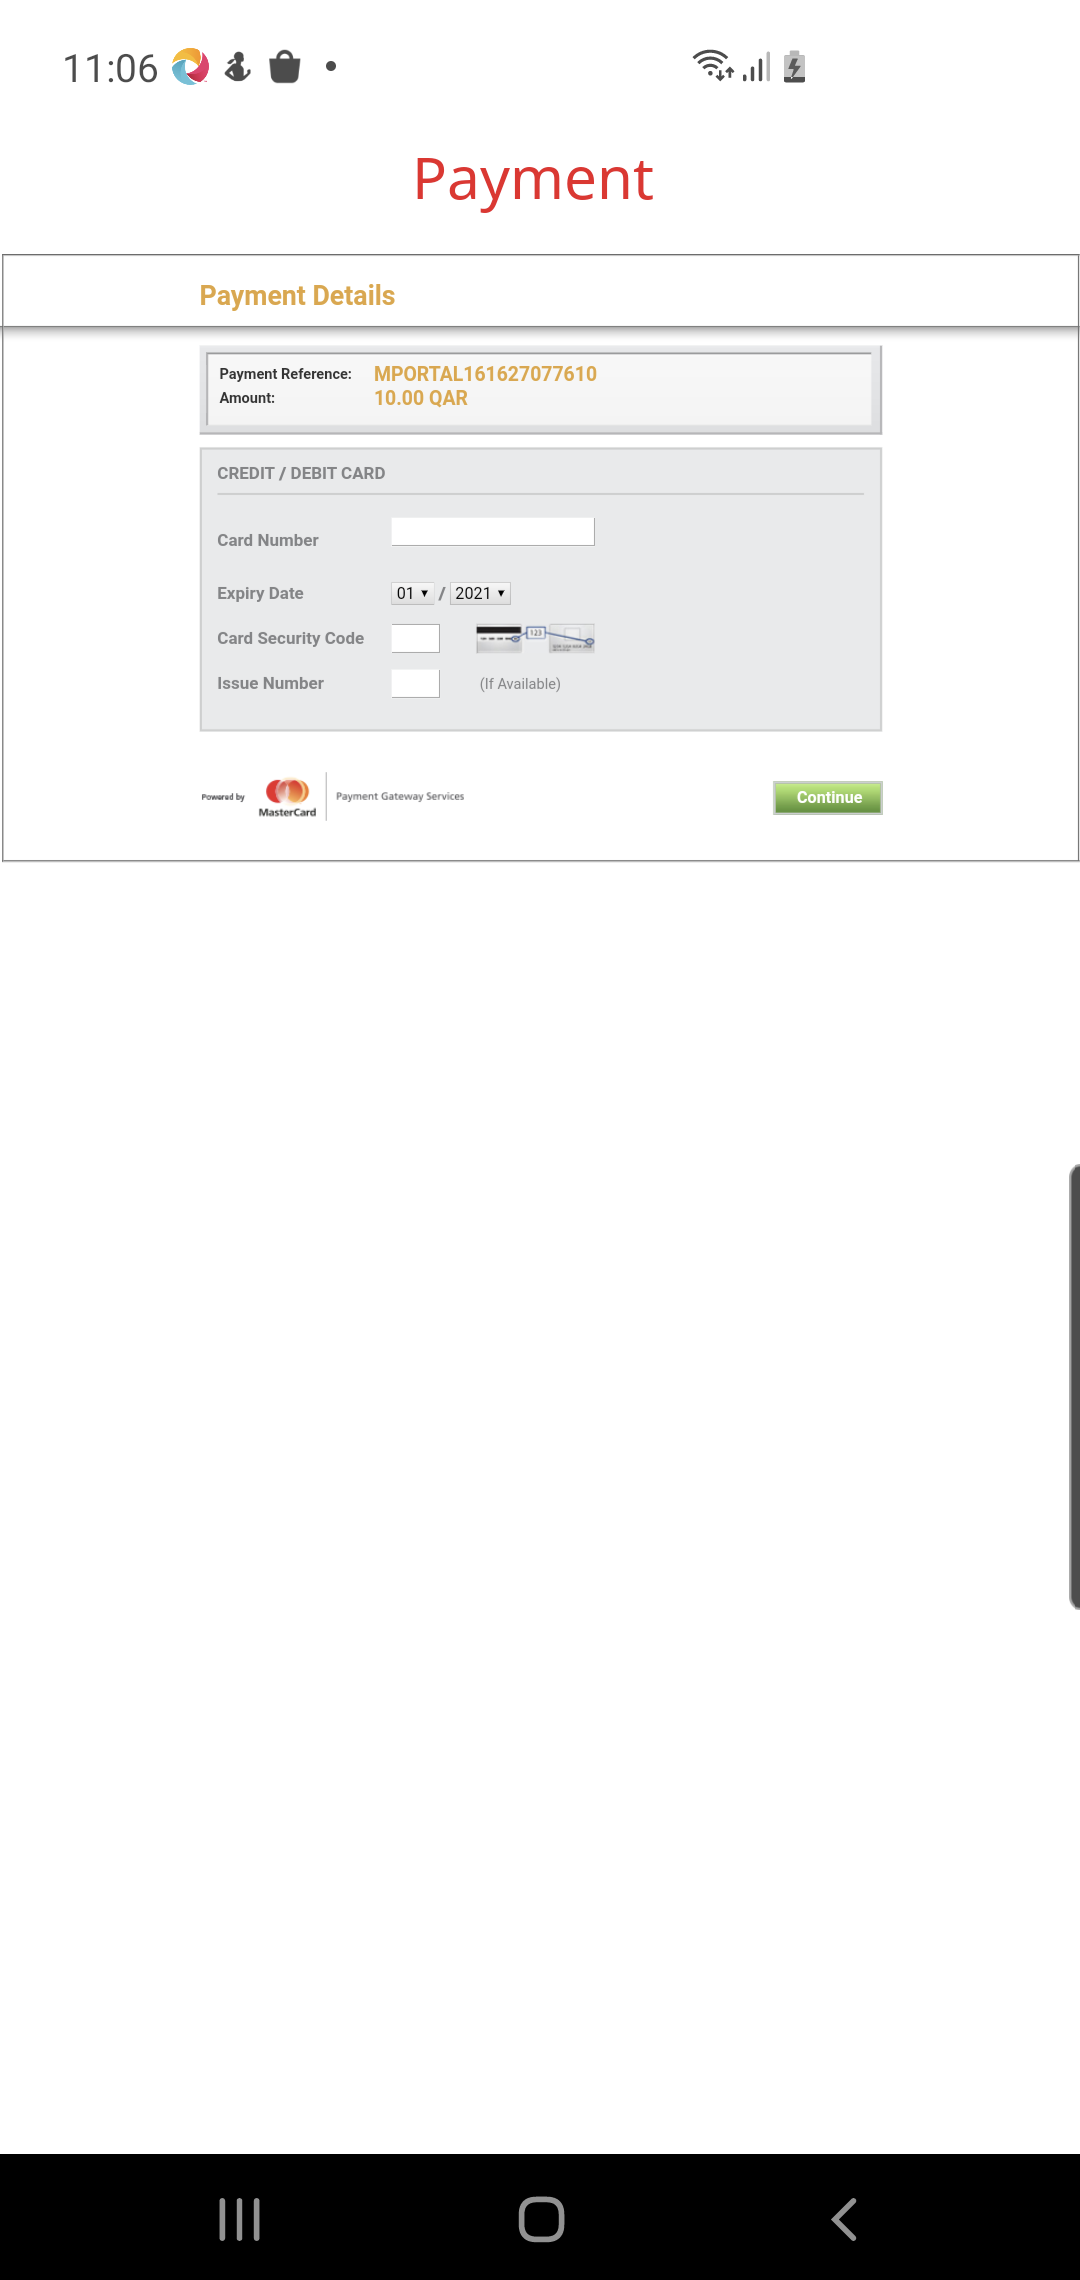 11:06
Payment
Payment Details
Payment Reference: MPORTAL161627077610
Amount: 10.00 QAR
CREDIT / DEBIT CARD
Card Number
Expiry Date 01 / 2021
Card Security Code 123
Issue Number (If Available)
Powered by MasterCard Payment Gateway Services
Continue